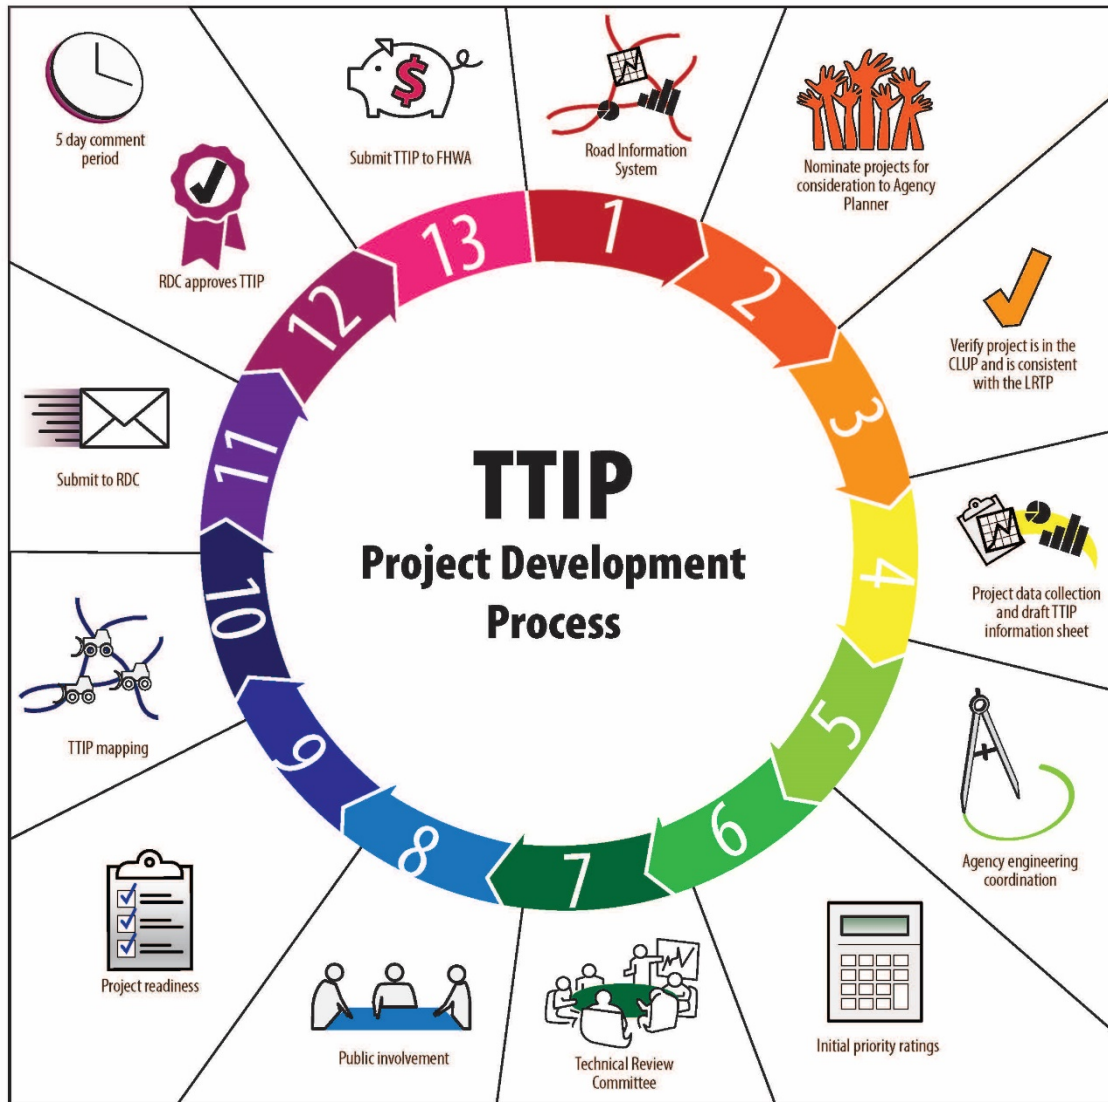 TTIP
Project Development
Process
1
Road Information
System
2
Nominate projects for
consideration to Agency
Planner
3
Verify project is in the
CLUP and is consistent
with the LRTP
4
Project data collection
and draft TTIP
information sheet
5
Agency engineering
coordination
6
Initial priority ratings
7
Technical Review
Committee
8
Public involvement
9
Project readiness
10
TTIP mapping
11
Submit to RDC
12
5 day comment
period
RDC approves TTIP
13
$
Submit TTIP to FHWA